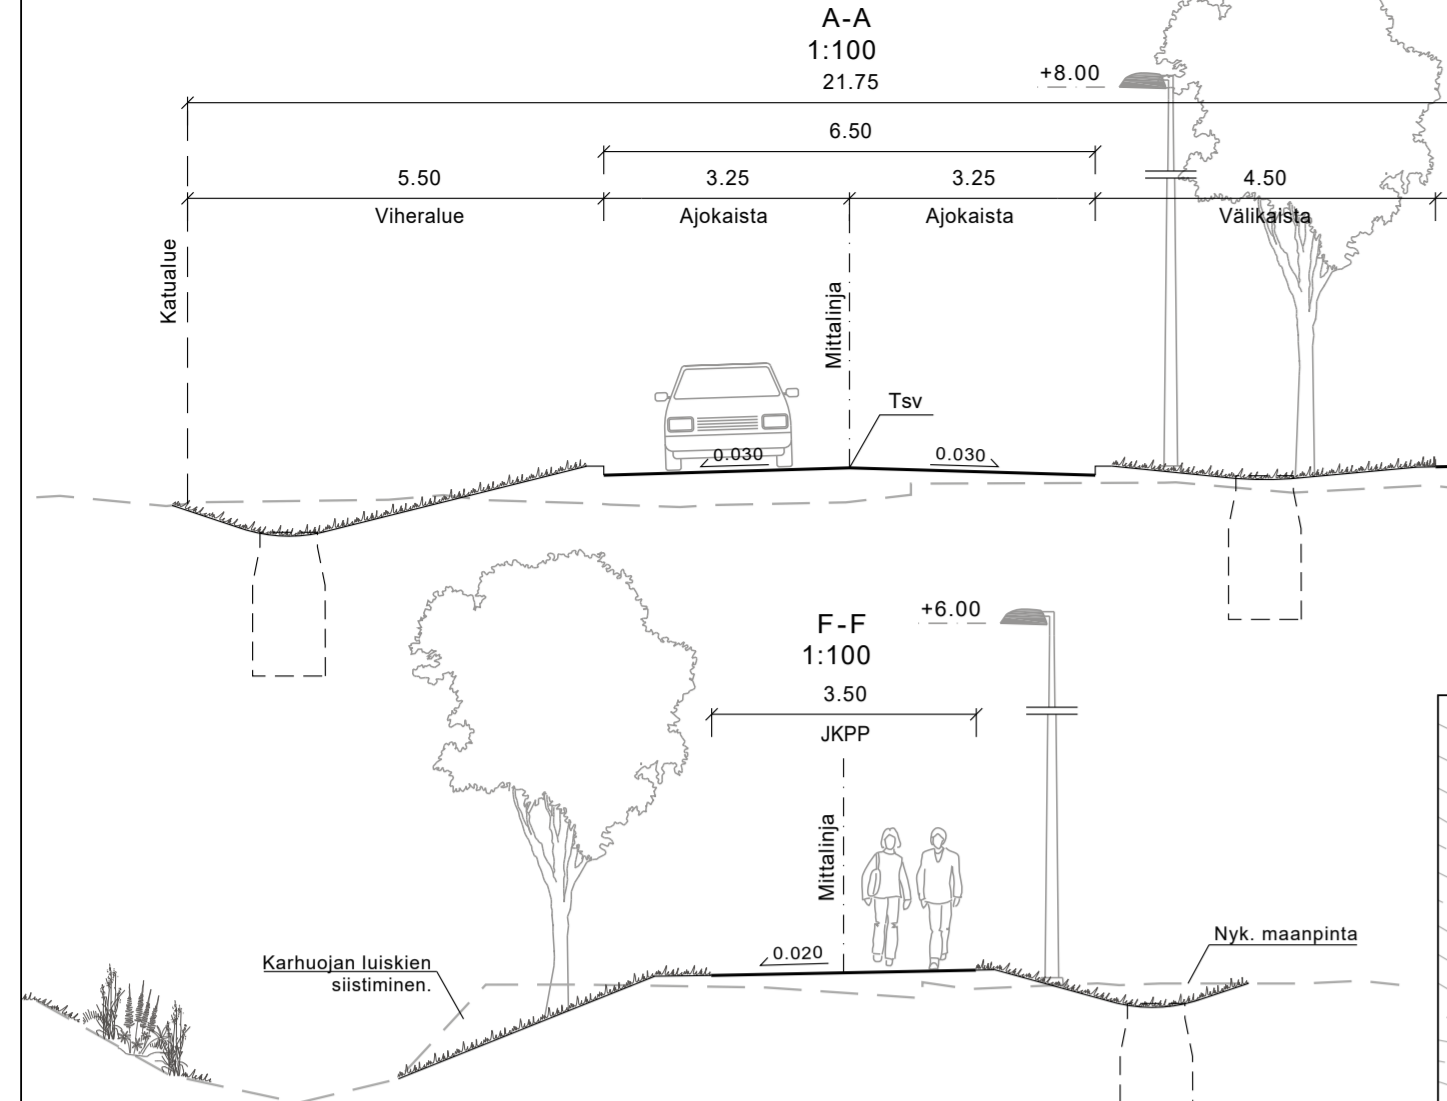 A-A
1:100
21.75
+8.00
6.50
5.50
3.25
3.25
4.50
Viheralue
Ajokaista
Ajokaista
Välikaista
Katualue
Mittalinja
Tsv
0.030
0.030
F-F
1:100
+6.00
3.50
JKPP
Mittalinja
Nyk. maanpinta
0.020
Karhuojan luiskien
siistiminen.